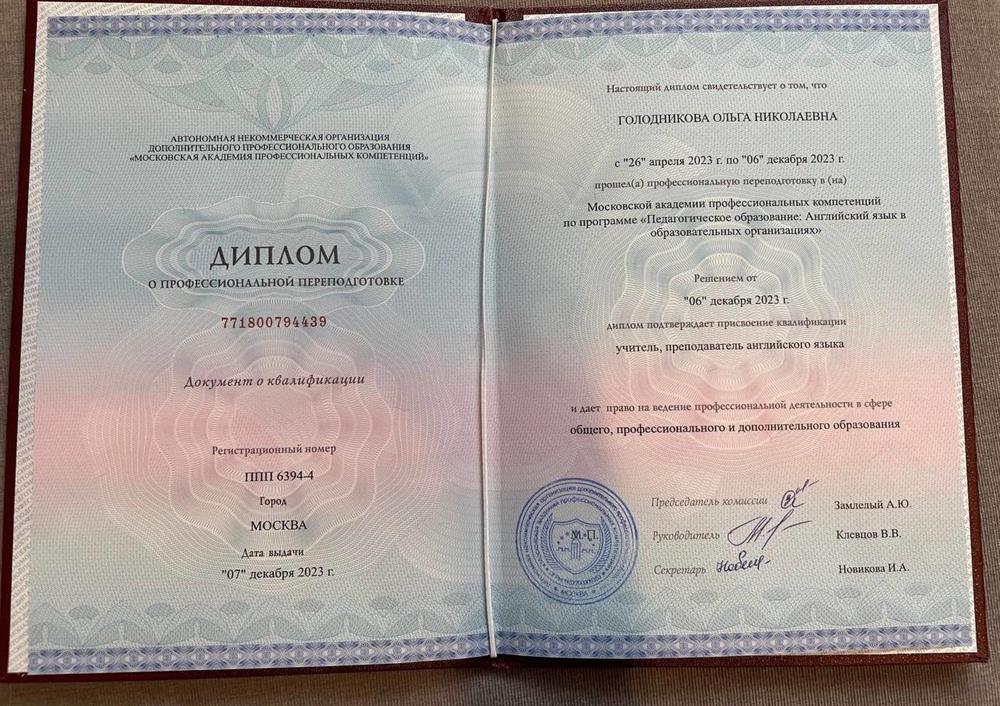 АВТОНОМНАЯ НЕКОММЕРЧЕСКАЯ ОРГАНИЗАЦИЯ
ДОПОЛНИТЕЛЬНОГО ПРОФЕССИОНАЛЬНОГО ОБРАЗОВАНИЯ
«МОСКОВСКАЯ АКАДЕМИЯ ПРОФЕССИОНАЛЬНЫХ КОМПЕТЕНЦИЙ»
ДИПЛОМ
О ПРОФЕССИОНАЛЬНОЙ ПЕРЕПОДГОТОВКЕ
771800794439
Документ о квалификации
Регистрационный номер
ППП 6394-4
Город
МОСКВА
Дата выдачи
"07" декабря 2023 г.
Настоящий диплом свидетельствует о том, что
ГОЛОДНИКОВА ОЛЬГА НИКОЛАЕВНА
с "26" апреля 2023 г. по "06" декабря 2023 г.
прошел(а) профессиональную переподготовку в (на)
Московской академии профессиональных компетенций
по программе «Педагогическое образование: Английский язык в
образовательных организациях»
Решением от
"06" декабря 2023 г.
диплом подтверждает присвоение квалификации
учитель, преподаватель английского языка
и дает право на ведение профессиональной деятельности в сфере
общего, профессионального и дополнительного образования
Председатель комиссии Замлелый А.Ю.
Руководитель Клевцов В.В.
Секретарь Новикова И.А.
М.П.
МОСКВА